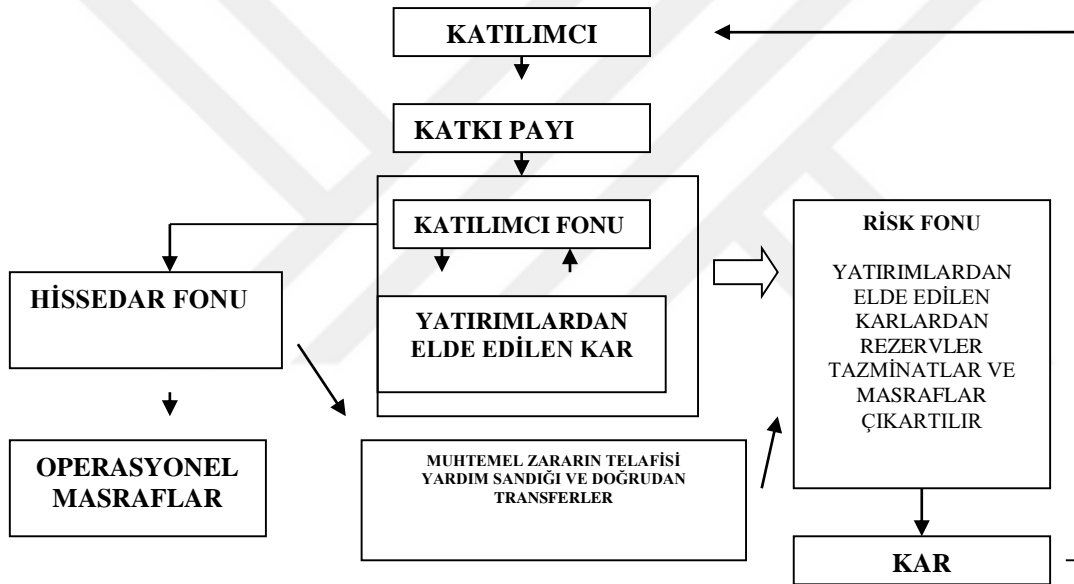 KATILIMCI
KATKI PAYI
KATILIMCI FONU
YATIRIMLARDAN
ELDE EDİLEN KAR
HİSSEDAR FONU
OPERASYONEL
MASRAFLAR
MUHTEMEL ZARARIN TELAFİSİ
YARDIM SANDIĞI VE DOĞRUDAN
TRANSFERLER
RİSK FONU
YATIRIMLARDAN
ELDE EDİLEN
KARLARDAN
REZERVLER
TAZMİNATLAR VE
MASRAFLAR
ÇIKARTILIR
KAR